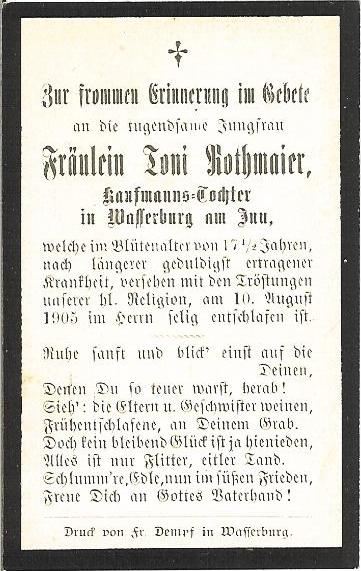 Zur frommen Erinnerung im Gebete
an die tugendsame Jungfrau
Fräulein Toni Rothmaier,
Kaufmanns-Tochter
in Wasserburg am Inn,
welche im Blütenalter von 17 1/2 Jahren,
nach längerer geduldigst ertragener
Krankheit, versehen mit den Tröstungen
unserer hl. Religion, am 10. August
1905 im Herrn selig entschlafen ist.
Ruhe sanft und blick' einst auf die
Deinen,
Denen Du so teuer warst, herab!
Sieh': die Eltern u. Geschwister weinen,
Frühentschlafene, an Deinem Grab.
Doch kein bleibend Glück ist ja hienieden,
Alles ist nur Flitter, eitler Tand.
Schlumm're, Edle, nun im süßen Frieden,
Freue Dich an Gottes Vaterhand!
Druck von Fr. Dempf in Wasserburg.